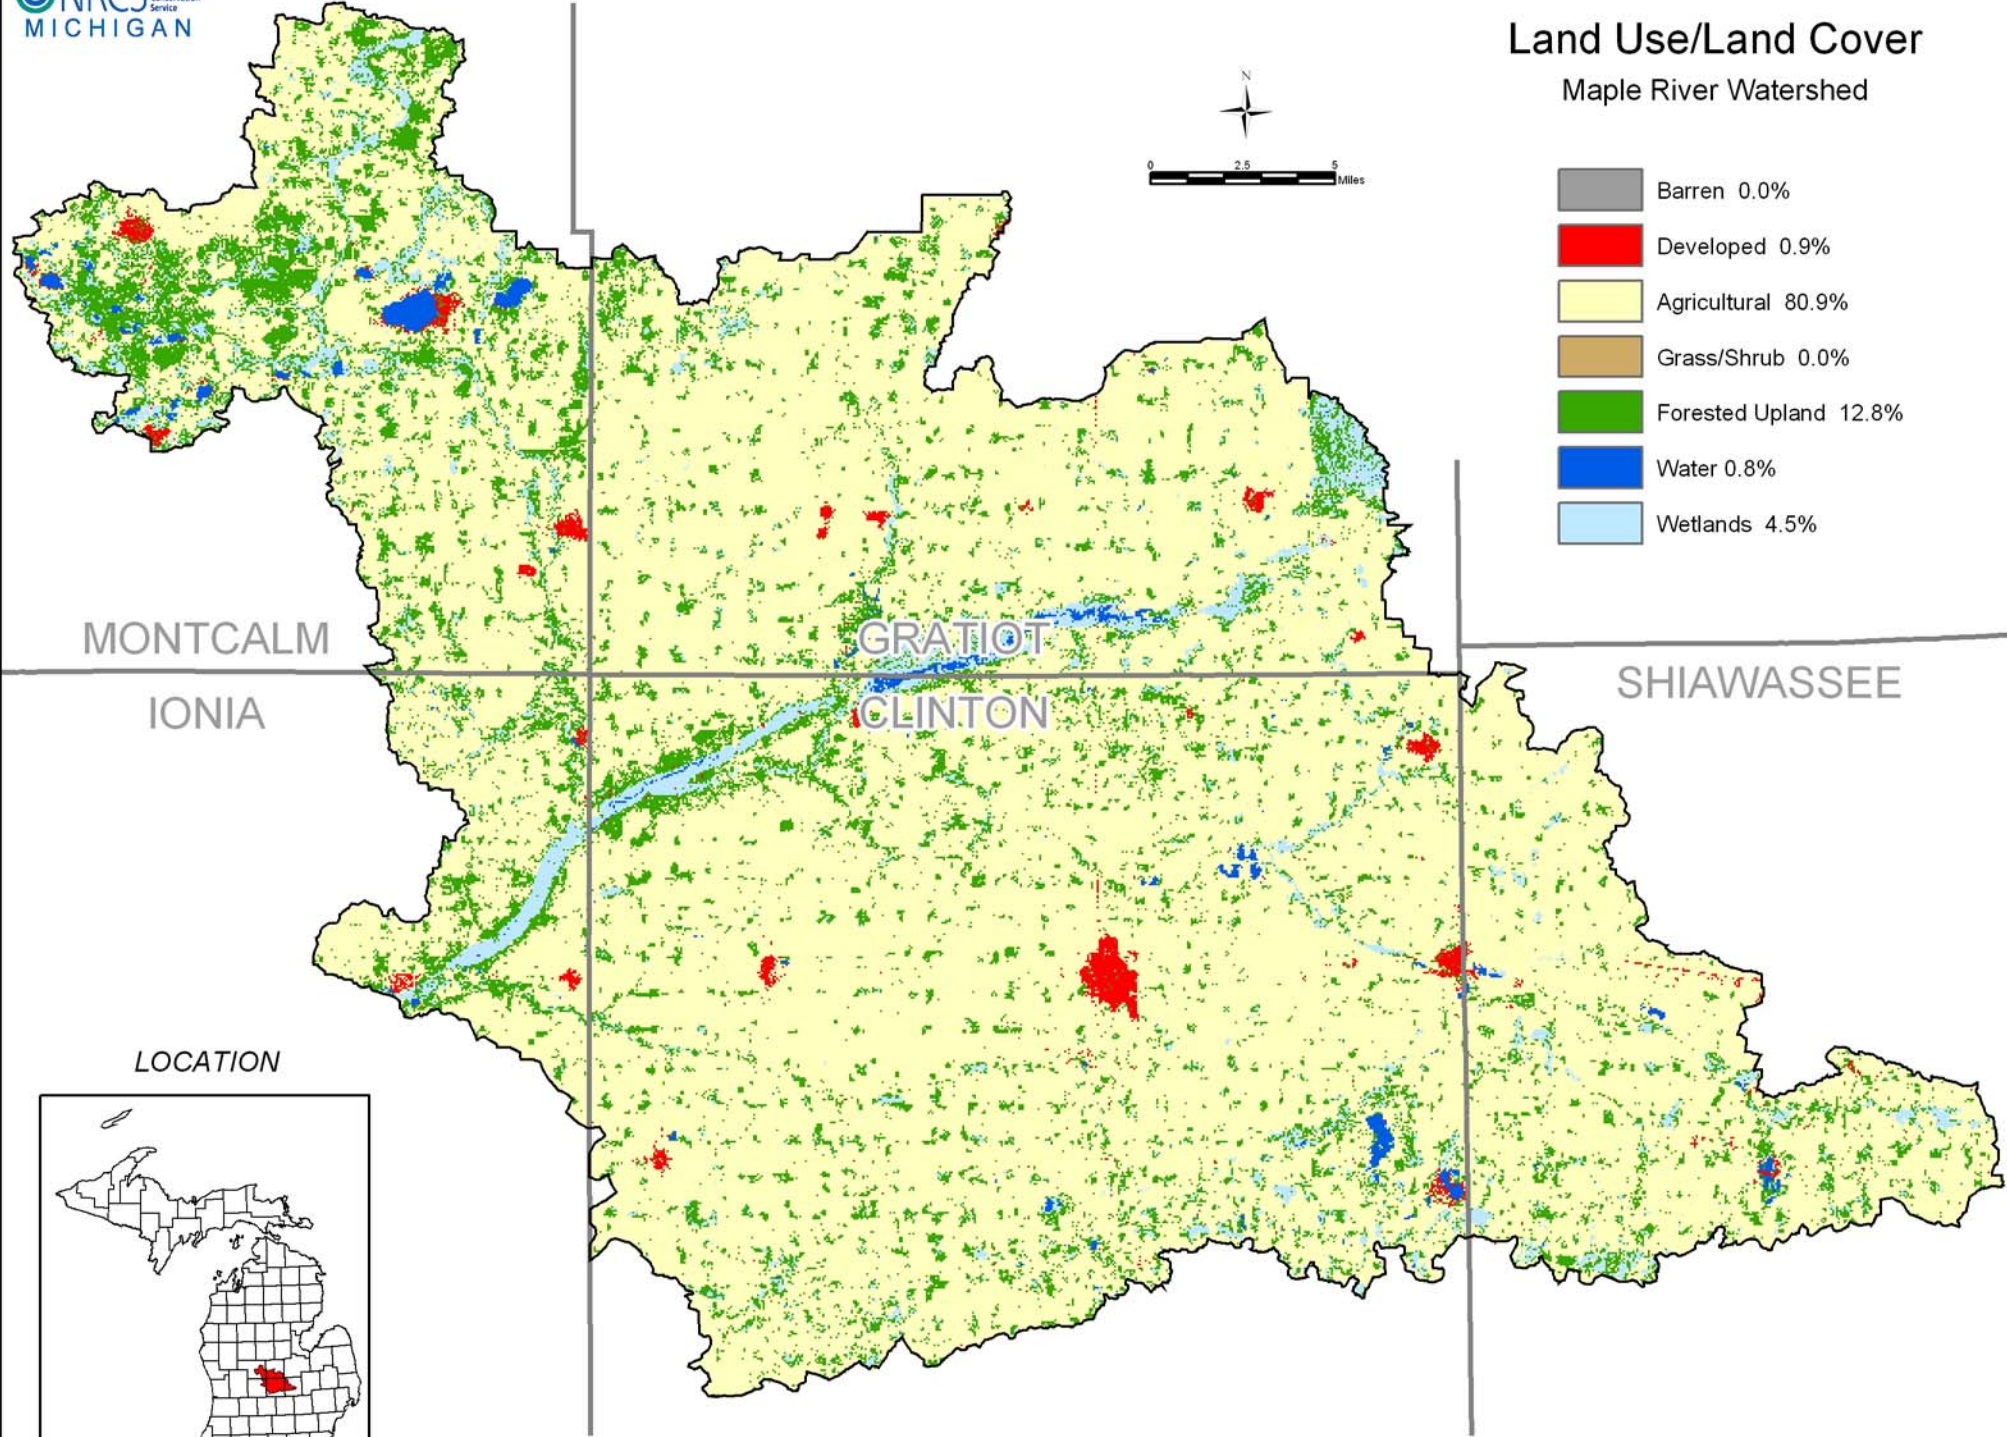 NRCS
Service
MICHIGAN
Land Use/Land Cover
Maple River Watershed
N
0 2.5 5
Miles
Barren 0.0%
Developed 0.9%
Agricultural 80.9%
Grass/Shrub 0.0%
Forested Upland 12.8%
Water 0.8%
Wetlands 4.5%
MONTCALM
GRATIOT
IONIA
CLINTON
SHIAWASSEE
LOCATION